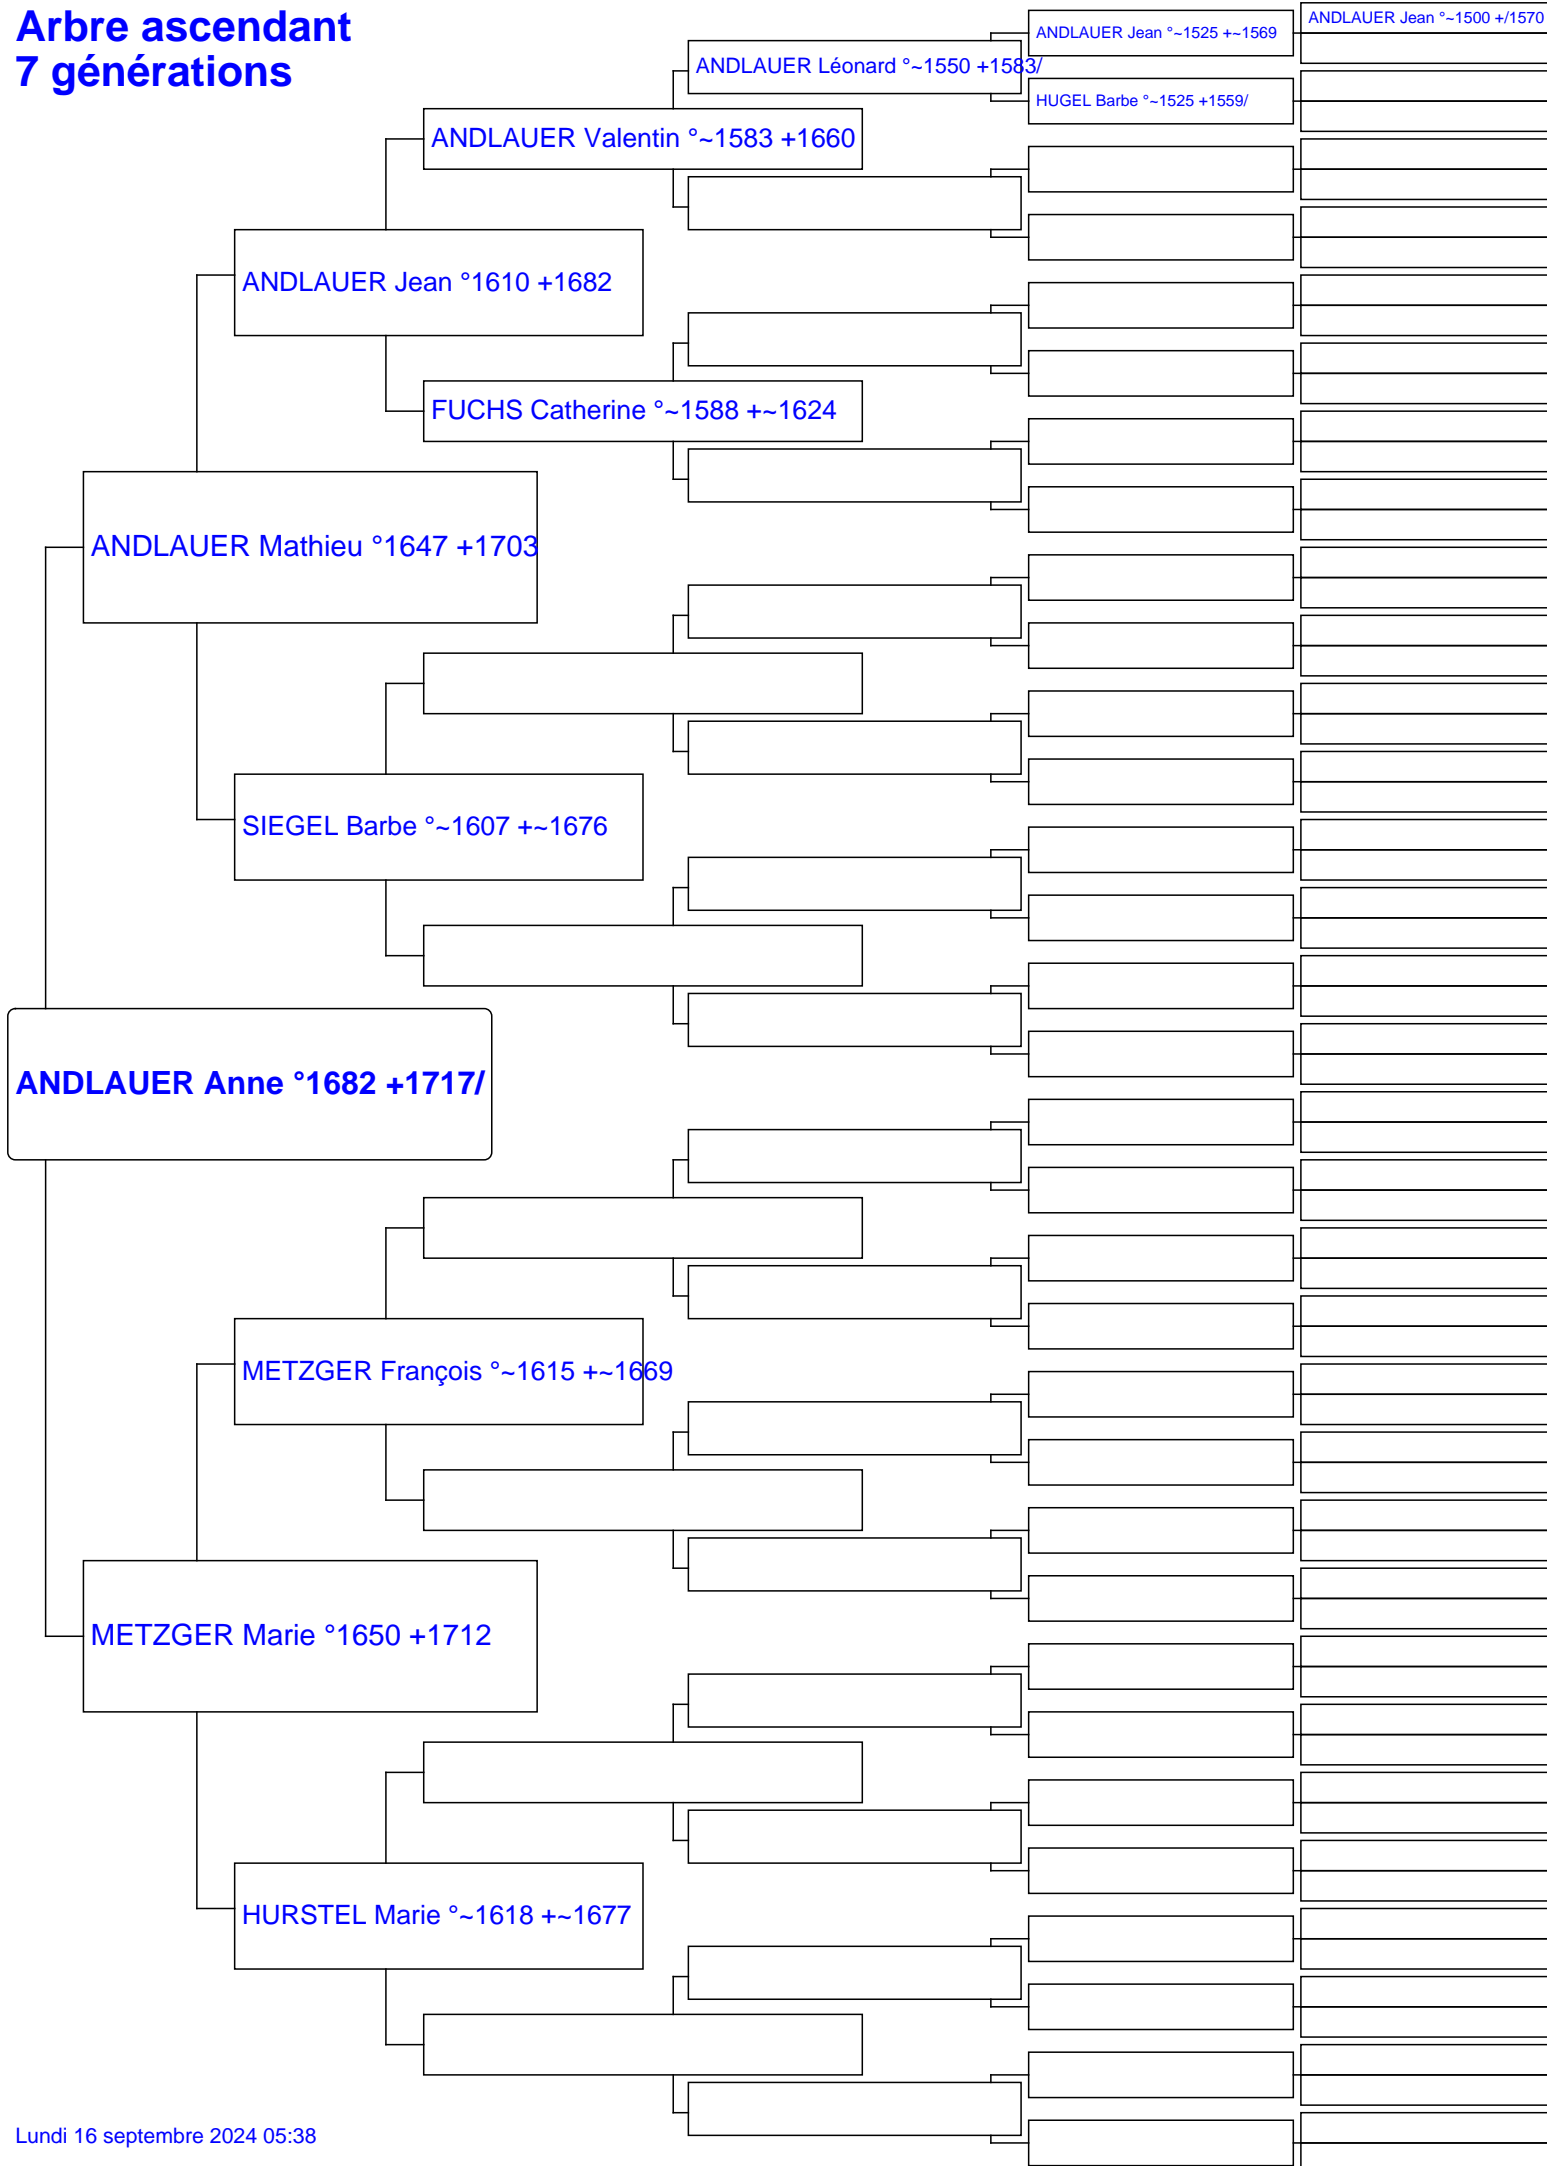 Arbre ascendant
7 générations
ANDLAUER Jean °~1500 +/1570
ANDLAUER Jean °~1525 +~1569
ANDLAUER Léonard °~1550 +1583/
HUGEL Barbe °~1525 +1559/
ANDLAUER Valentin °~1583 +1660
ANDLAUER Jean °1610 +1682
FUCHS Catherine °~1588 +~1624
ANDLAUER Mathieu °1647 +1703
SIEGEL Barbe °~1607 +~1676
ANDLAUER Anne °1682 +1717/
METZGER François °~1615 +~1669
METZGER Marie °1650 +1712
HURSTEL Marie °~1618 +~1677
Lundi 16 septembre 2024 05:38